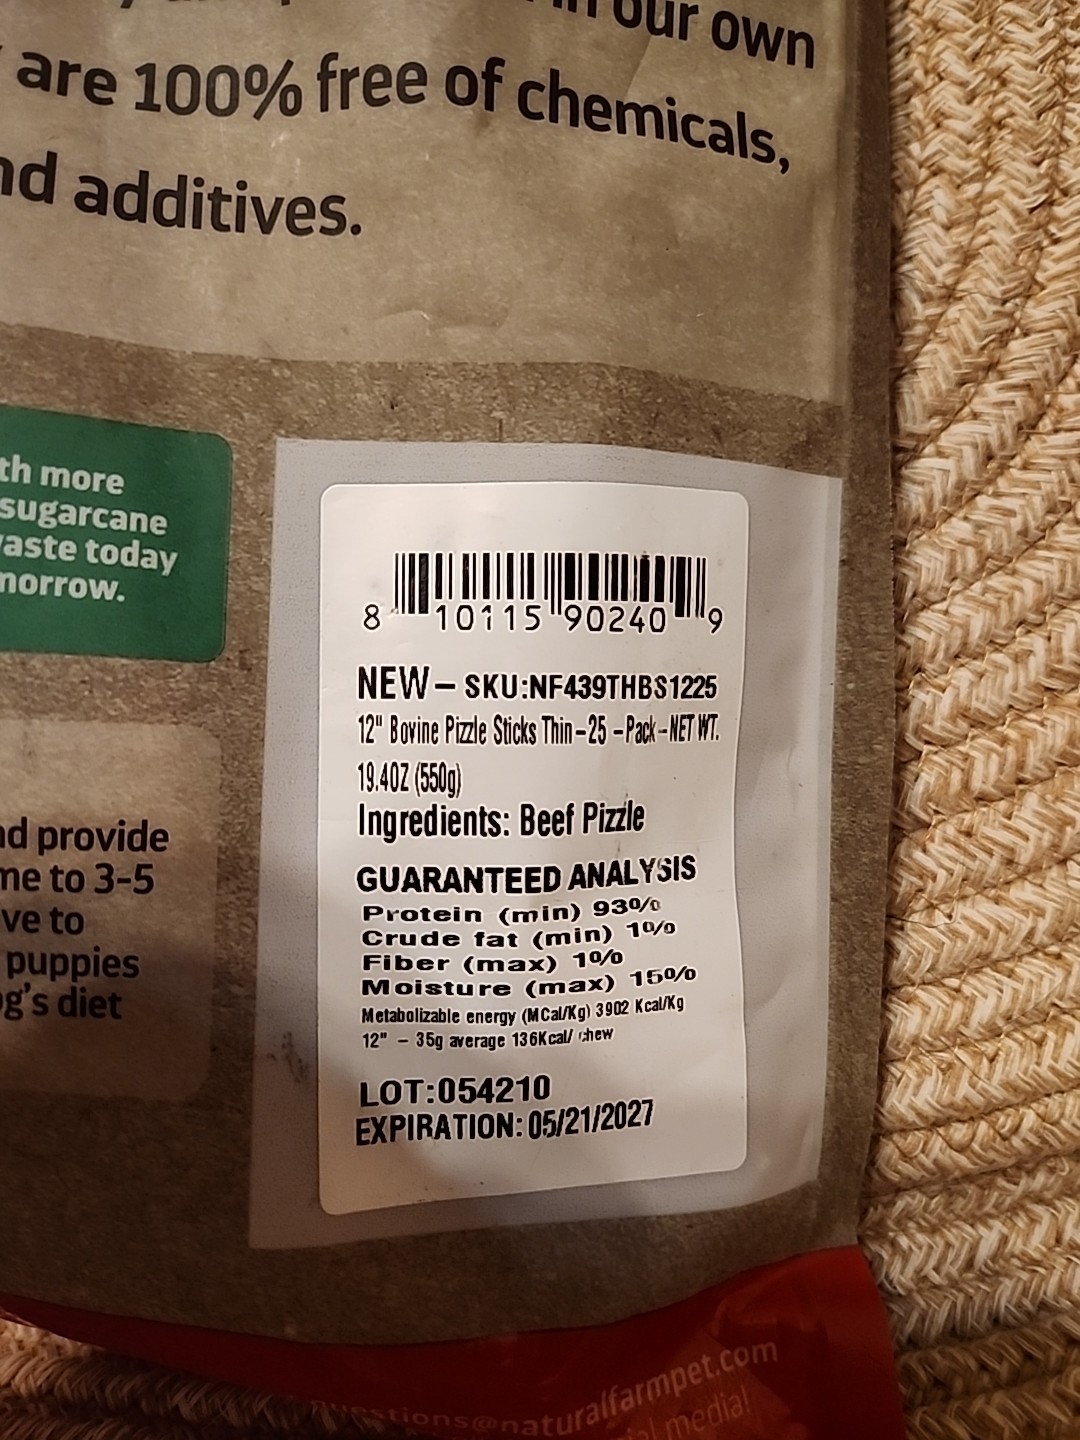 in our own
are 100% free of chemicals,
nd additives.
th more
sugarcane
aste today
morrow.
8 10115 90240 9
NEW- SKU:NF439THBS1225
12" Bovine Pizzle Sticks Thin-25 -Pack-NET WT.
19.4OZ (550g)
Ingredients: Beef Pizzle
GUARANTEED ANALYSIS
Protein (min) 93%
Crude fat (min) 1%
Fiber (max) 1%
Moisture (max) 15%
Metabolizable energy (MCal/Kg) 3902 Kcal/Kg
12" - 35g average 136Kcal/ chew
LOT:054210
EXPIRATION: 05/21/2027
nd provide
me to 3-5
ve to
puppies
g's diet
questions@naturalfarmpet.com
al media!